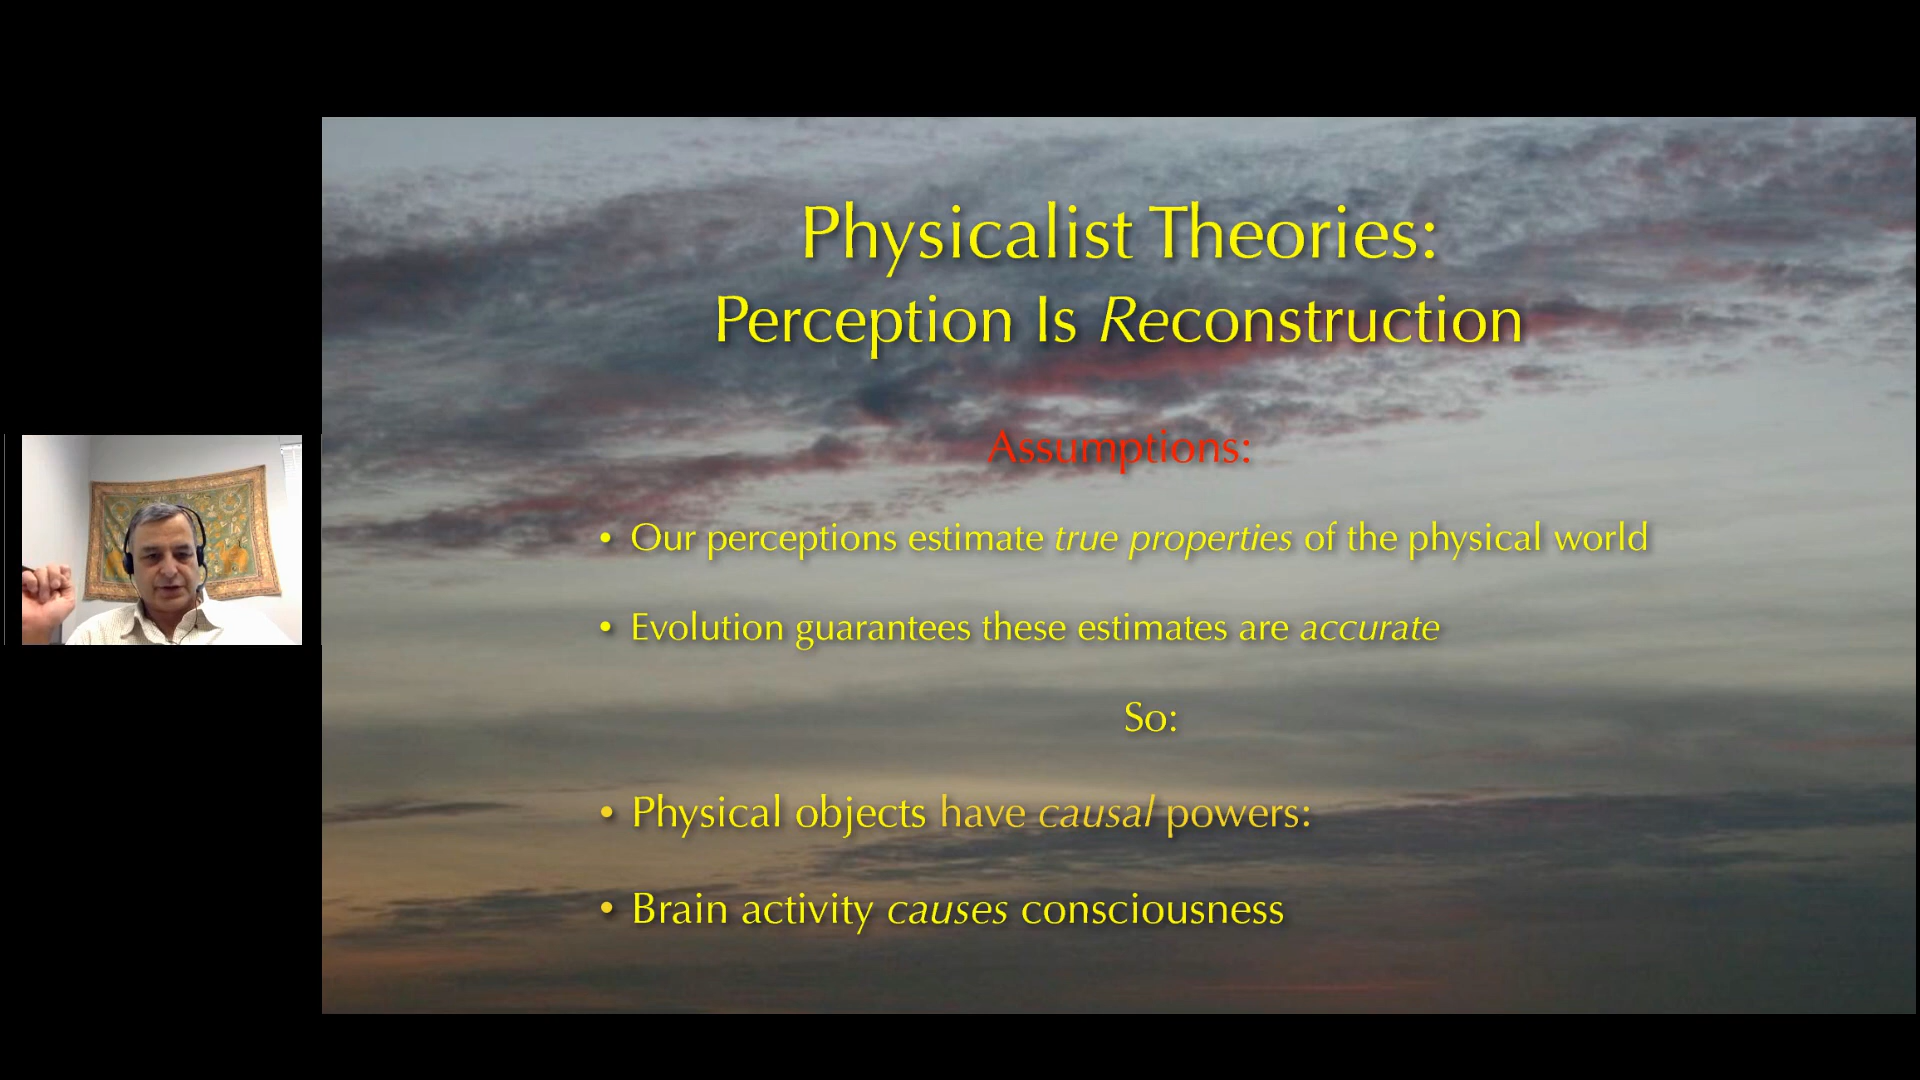 Physicalist Theories:
Perception Is Reconstruction
Assumptions:
• Our perceptions estimate true properties of the physical world
• Evolution guarantees these estimates are accurate
So:
• Physical objects have causal powers:
• Brain activity causes consciousness